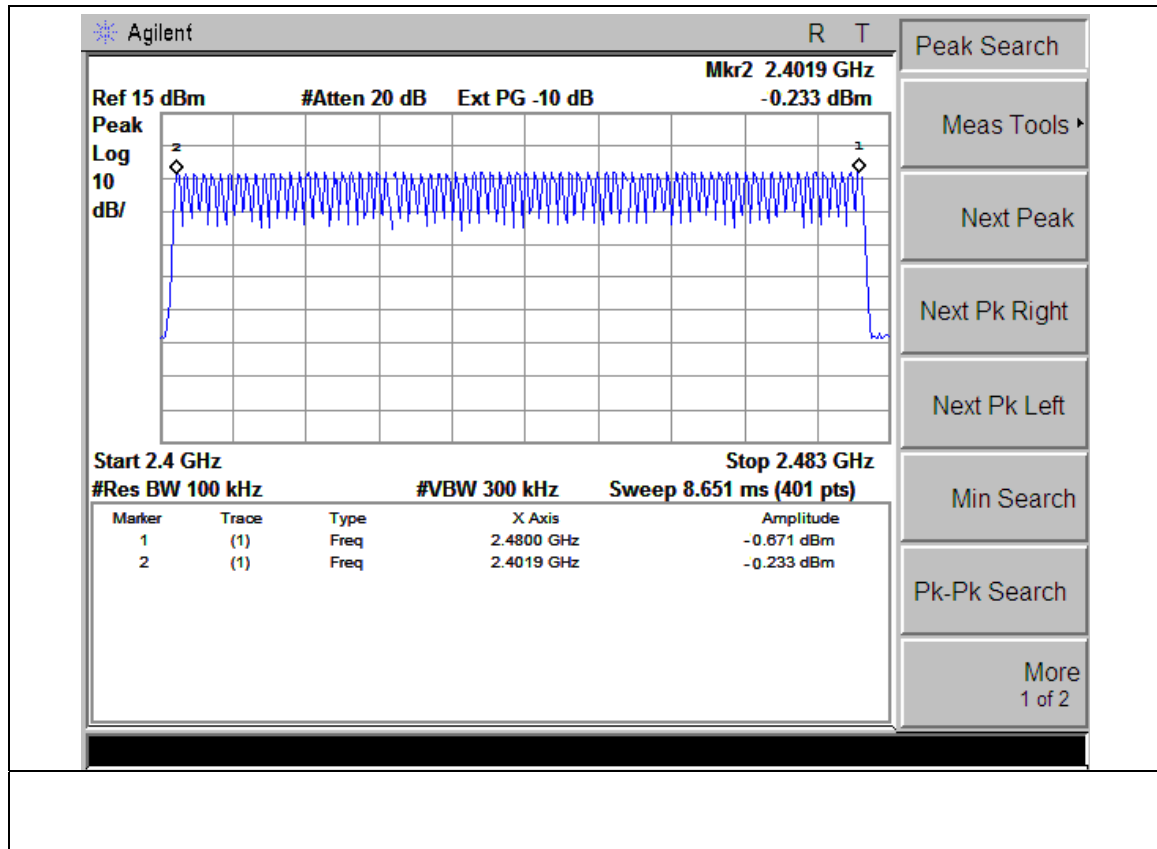 Agilent R T
Mkr2 2.4019 GHz
Ref 15 dBm #Atten 20 dB Ext PG -10 dB -0.233 dBm
Peak
Log
10
dB/
2
1
Start 2.4 GHz Stop 2.483 GHz
#Res BW 100 kHz #VBW 300 kHz Sweep 8.651 ms (401 pts)
Marker Trace Type X Axis Amplitude
1 (1) Freq 2.4800 GHz -0.671 dBm
2 (1) Freq 2.4019 GHz -0.233 dBm
Peak Search
Meas Tools
Next Peak
Next Pk Right
Next Pk Left
Min Search
Pk-Pk Search
More
1 of 2